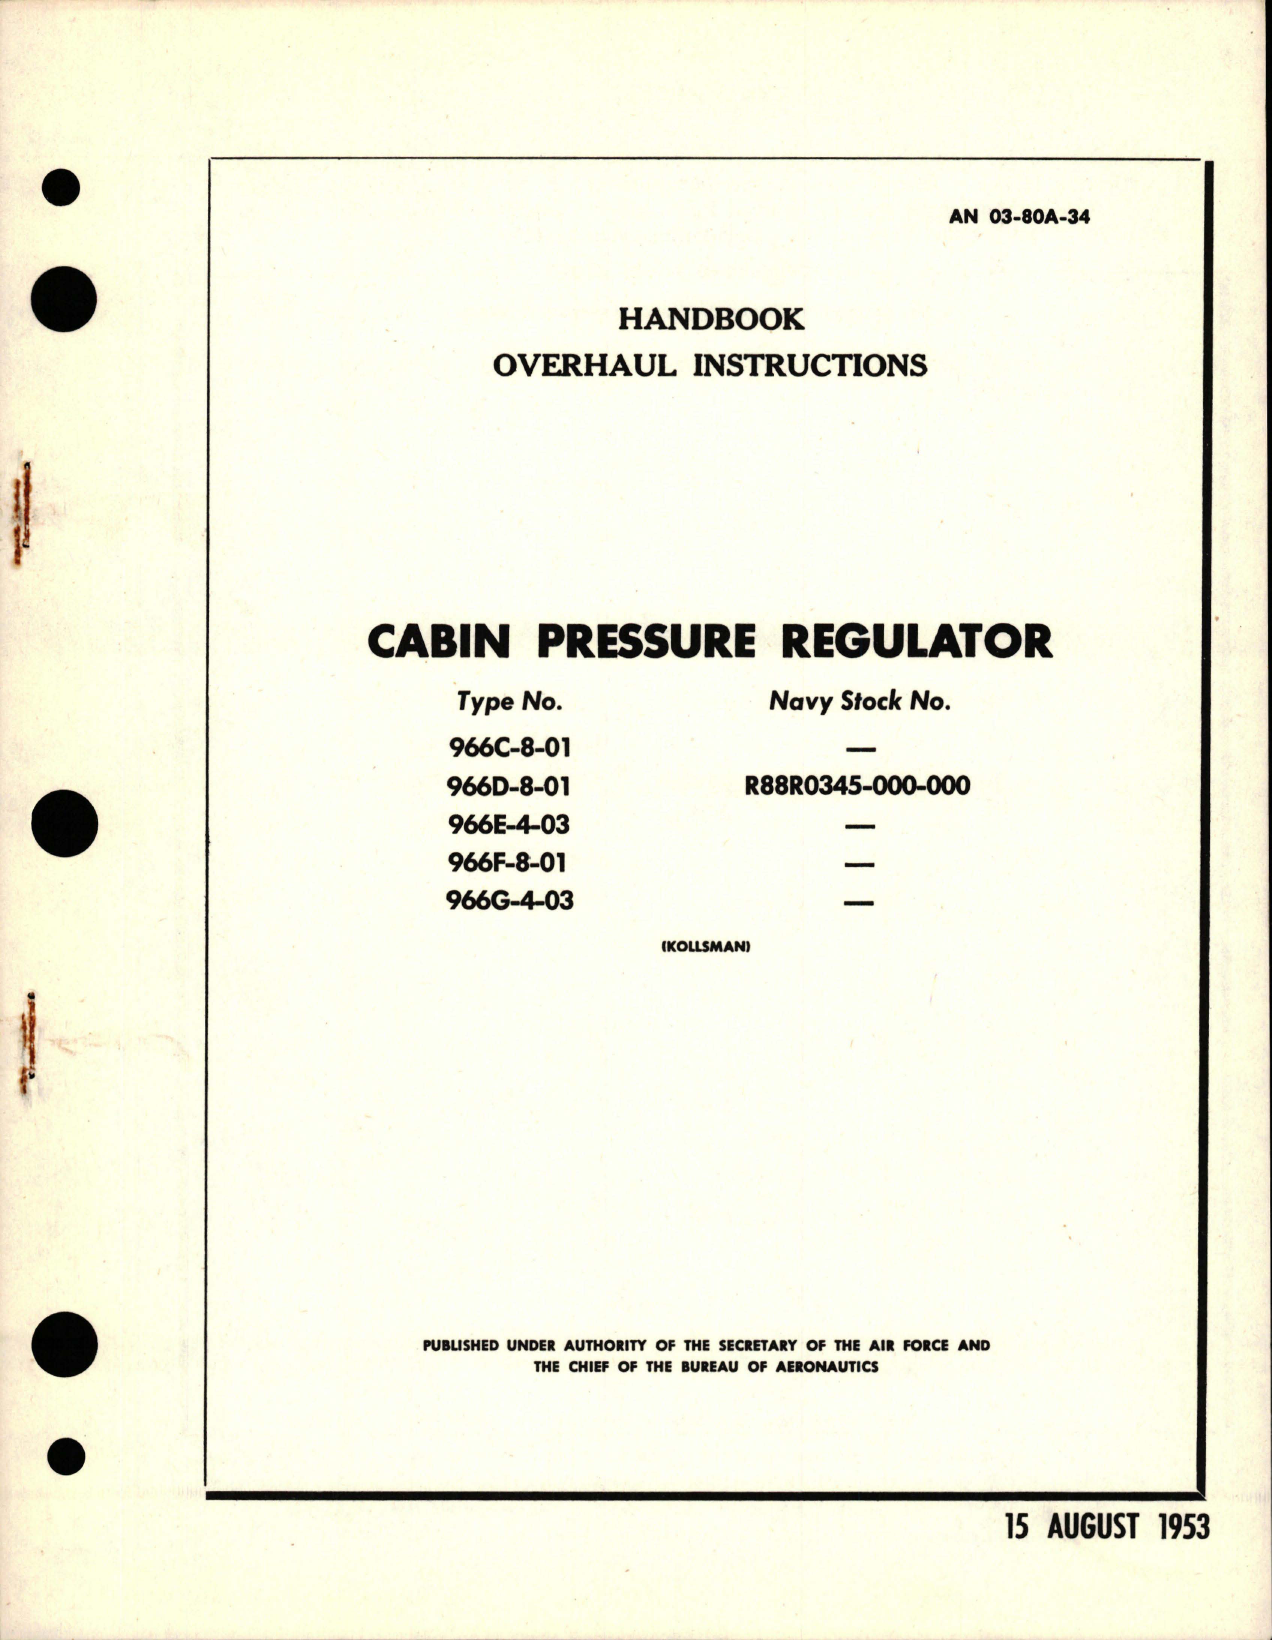 AN 03-80A-34
HANDBOOK
OVERHAUL INSTRUCTIONS
CABIN PRESSURE REGULATOR
Type No. Navy Stock No.
966C-8-01 —
966D-8-01 R88R0345-000-000
966E-4-03 —
966F-8-01 —
966G-4-03 —
(KOLLSMAN)
PUBLISHED UNDER AUTHORITY OF THE SECRETARY OF THE AIR FORCE AND
THE CHIEF OF THE BUREAU OF AERONAUTICS
15 AUGUST 1953